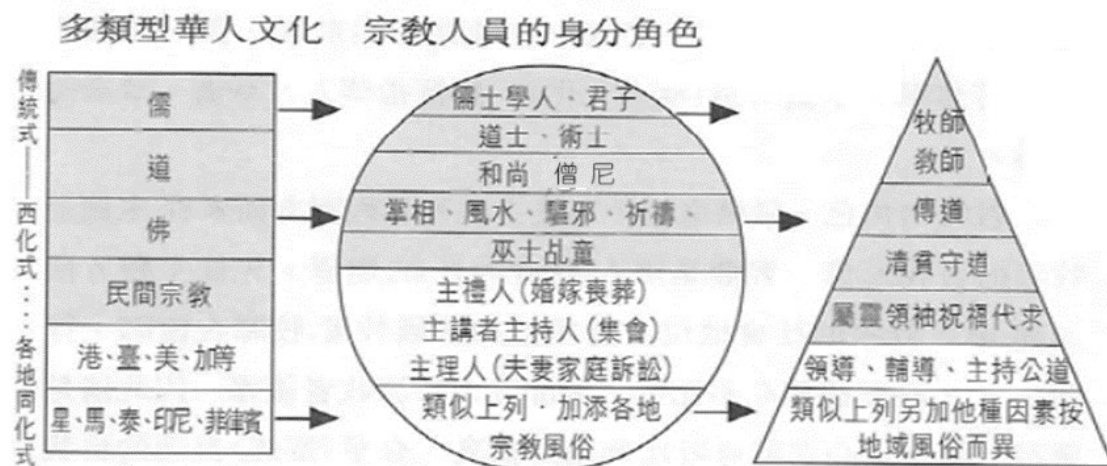 多類型華人文化 宗教人員的身分角色
傳統式——西化式：：各地同化式
儒
道
佛
民間宗教
港、臺、美、加等
星、馬、泰、印尼、菲律賓
儒士學人、君子
道士、術士
和尚 僧尼
掌相、風水、驅邪、祈禱、
巫士乩童
主禮人(婚嫁喪葬)
主講者主持人(集會)
主理人(夫妻家庭訴訟)
類似上列·加添各地
宗教風俗
牧師
教師
傳道
清貧守道
屬靈領袖祝福代求
領導、輔導、主持公道
類似上列另加他種因素按
地域風俗而異